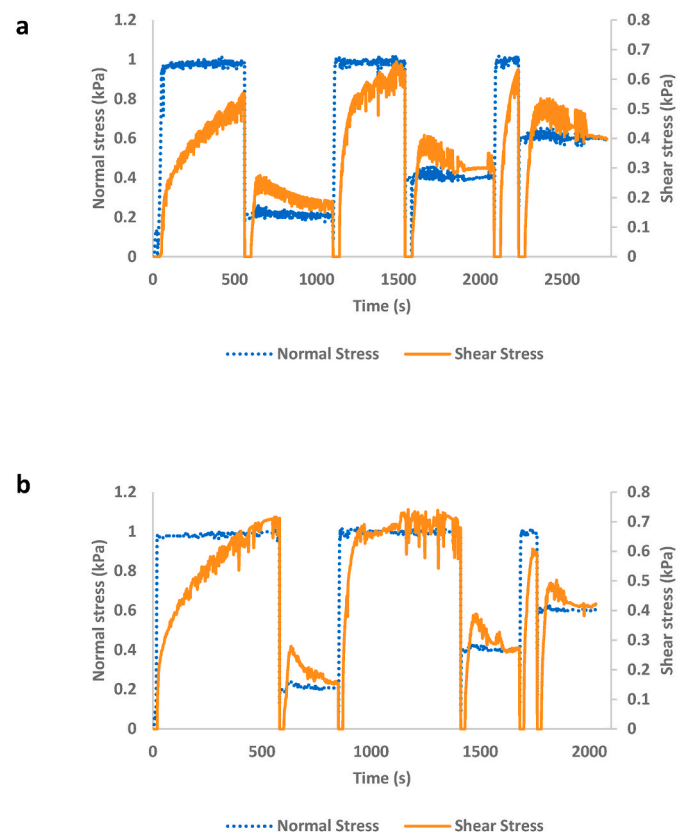 a
1.2 0.8
1 0.7
0.8 0.6
0.6 0.5
0.4 0.4
0.2 0.3
0 0.2
0.1
0
Normal stress (kPa)
Shear stress (kPa)
0 500 1000 1500 2000 2500
Time (s)
Normal Stress Shear Stress
b
1.2 0.8
1 0.7
0.8 0.6
0.6 0.5
0.4 0.4
0.2 0.3
0 0.2
0.1
0
Normal stress (kPa)
Shear stress (kPa)
0 500 1000 1500 2000
Time (s)
Normal Stress Shear Stress